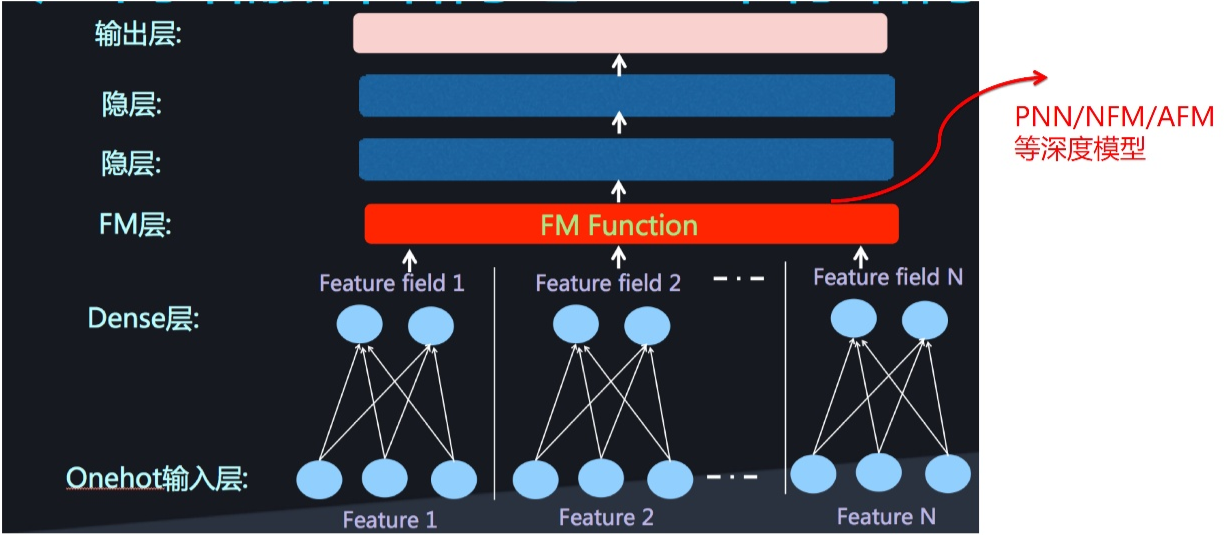 输出层:
隐层:
隐层:
PNN/NFM/AFM
等深度模型
FM层:
FM Function
Feature field 1
Feature field 2
Feature field N
Dense层:
Onehot输入层:
Feature 1
Feature 2
Feature N